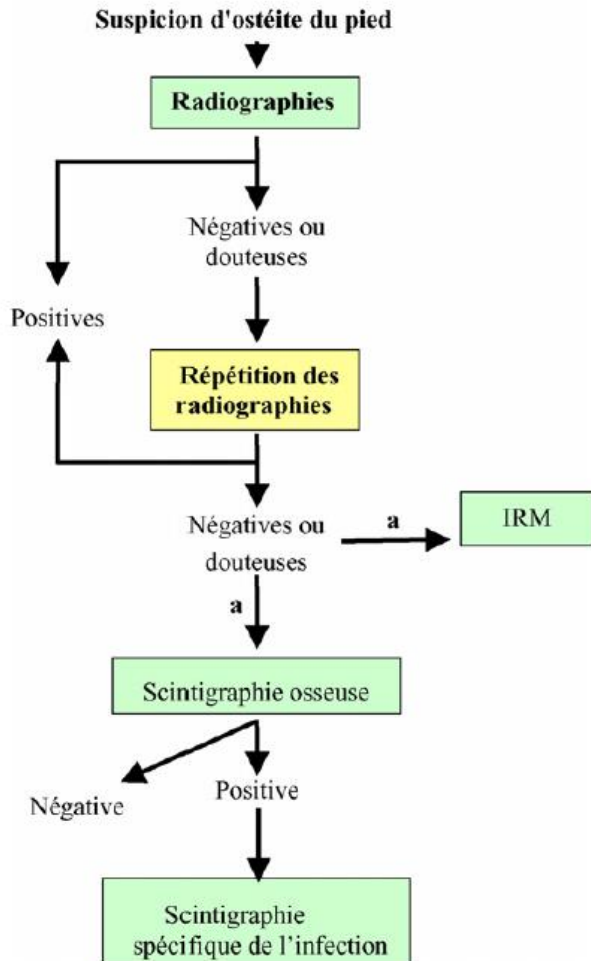 Suspicion d'ostéite du pied
Radiographies
Négatives ou
douteuses
Positives
Répétition des
radiographies
Négatives ou
douteuses
a
IRM
a
Scintigraphie osseuse
Négative
Positive
Scintigraphie
spécifique de l'infection